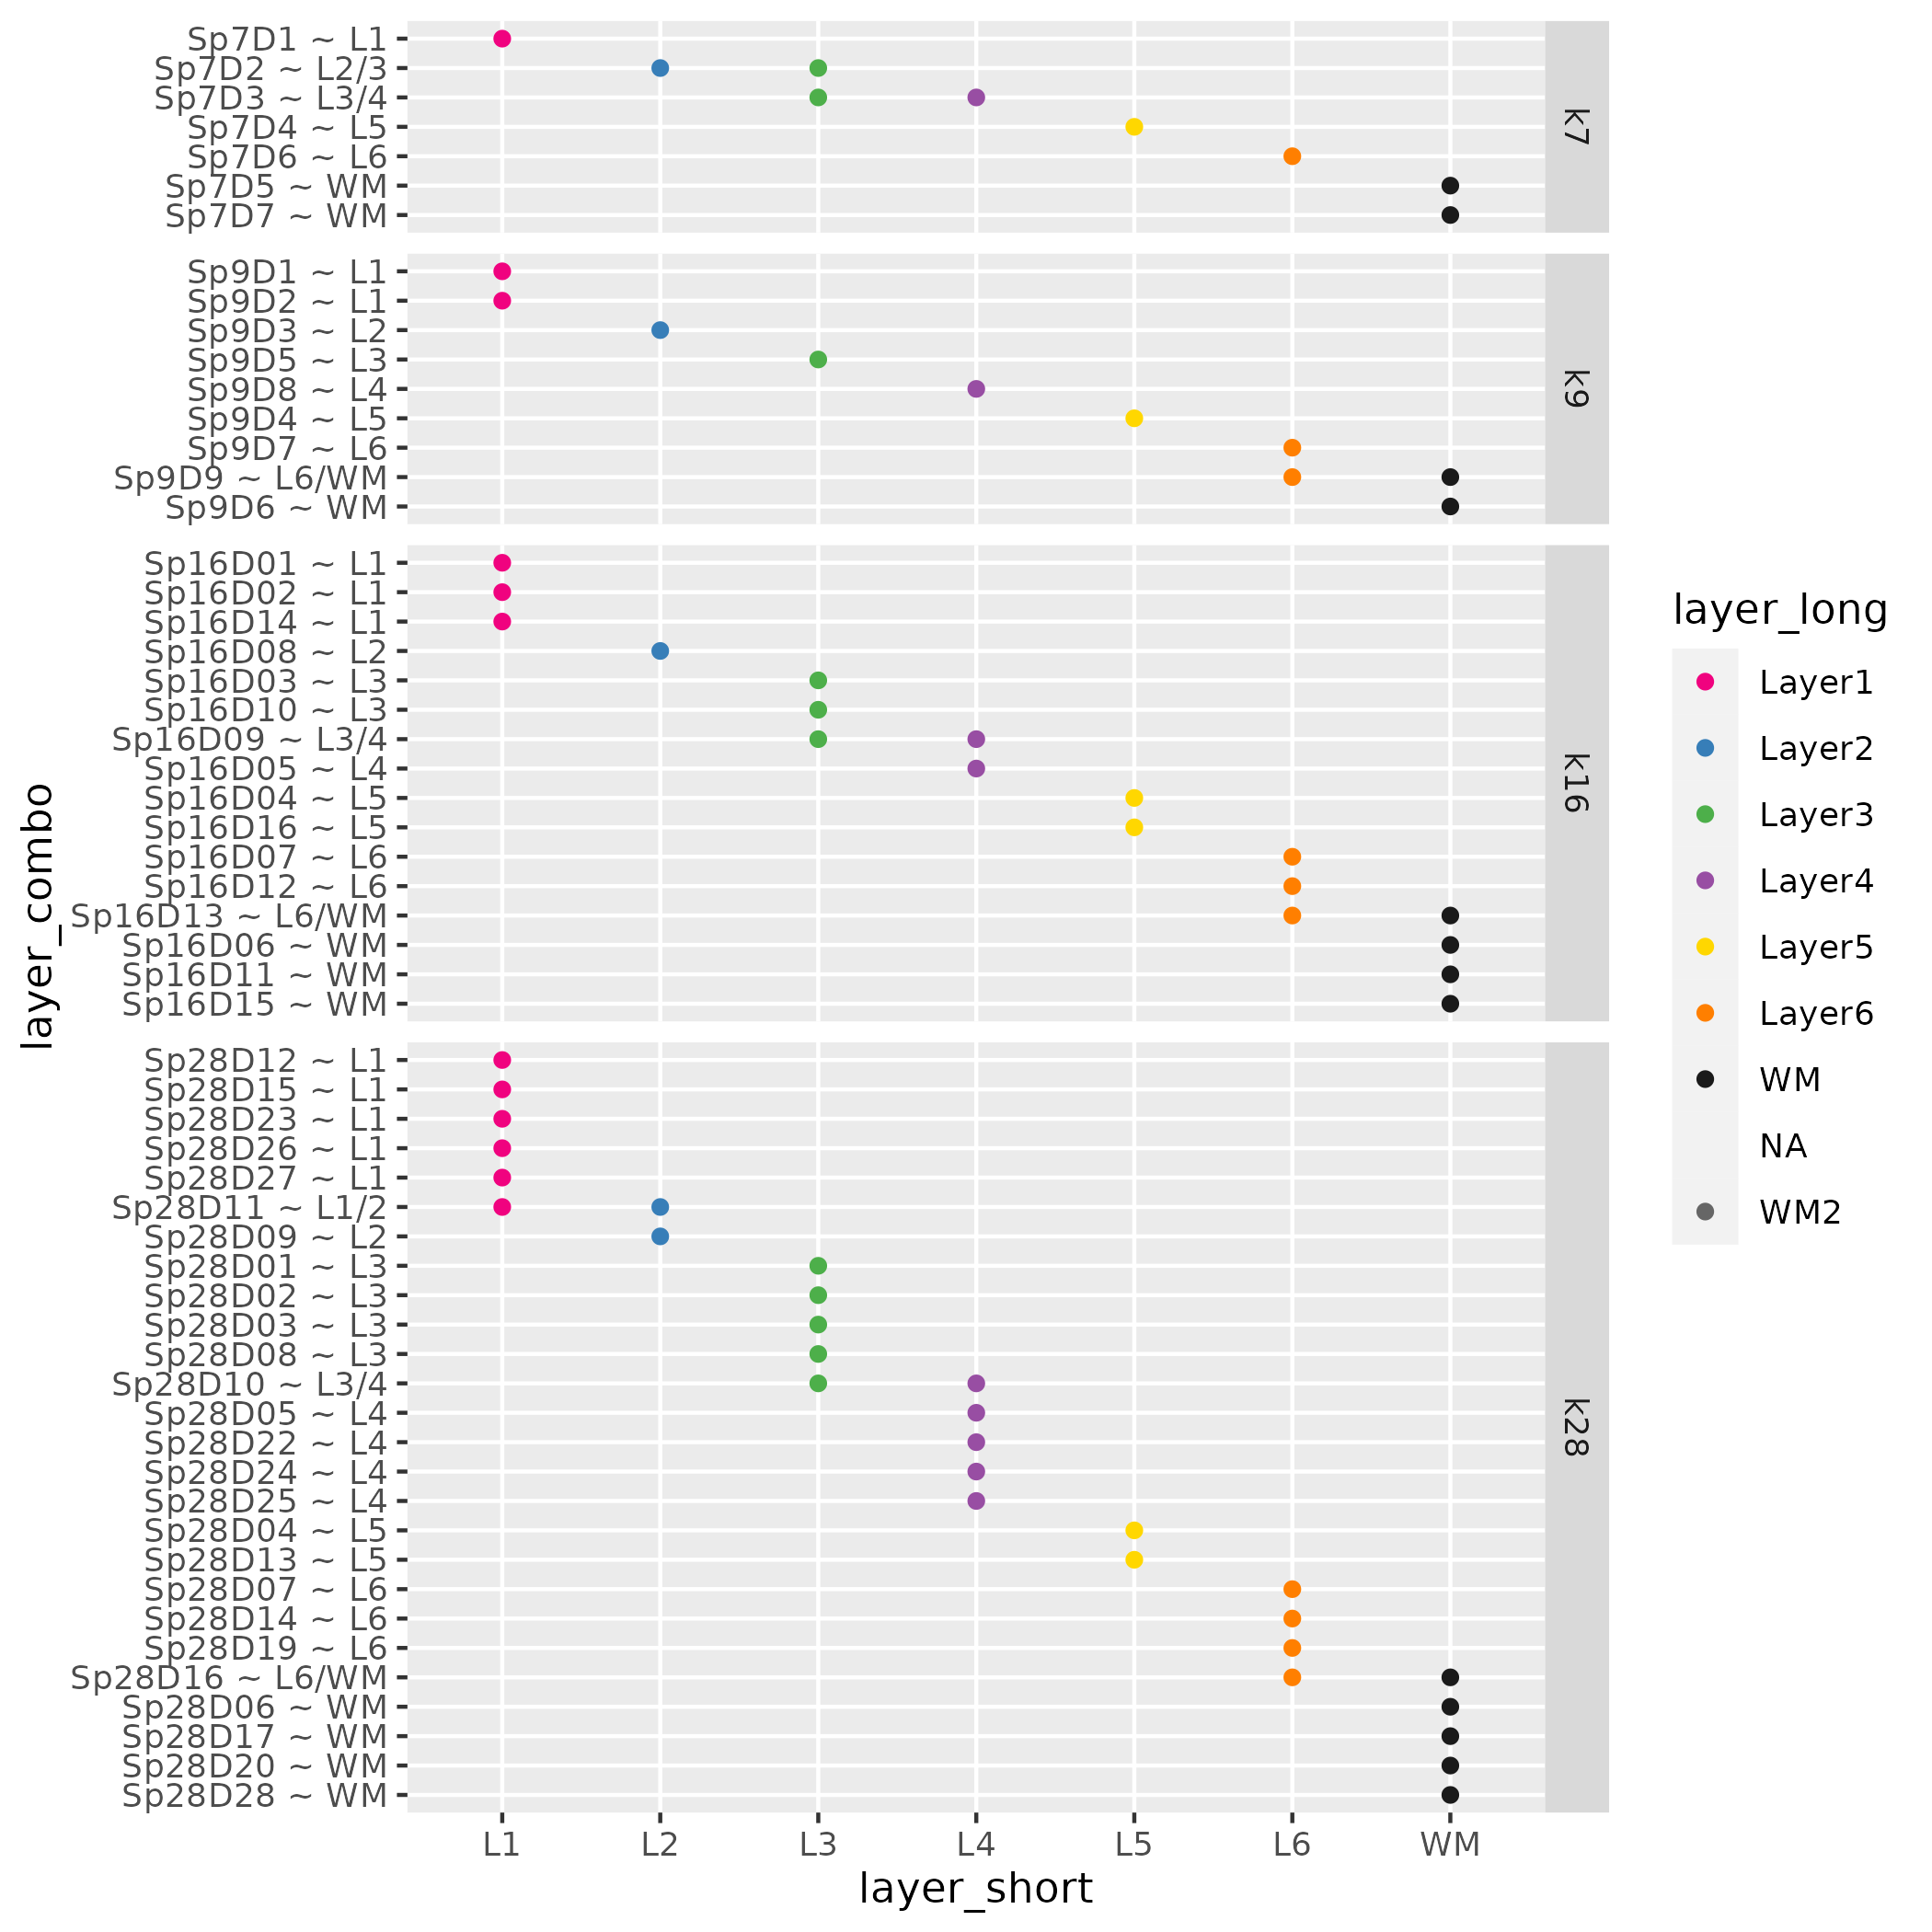 Sp7D1 ~ L1
Sp7D2 ~ L2/3
Sp7D3 ~ L3/4
Sp7D4 ~ L5
Sp7D6 ~ L6
Sp7D5 ~ WM
Sp7D7 ~ WM
k7
Sp9D1 ~ L1
Sp9D2 ~ L1
Sp9D3 ~ L2
Sp9D5 ~ L3
Sp9D8 ~ L4
Sp9D4 ~ L5
Sp9D7 ~ L6
Sp9D9 ~ L6/WM
Sp9D6 ~ WM
k9
Sp16D01 ~ L1
Sp16D02 ~ L1
Sp16D14 ~ L1
Sp16D08 ~ L2
Sp16D03 ~ L3
Sp16D10 ~ L3
Sp16D09 ~ L3/4
Sp16D05 ~ L4
Sp16D04 ~ L5
Sp16D16 ~ L5
Sp16D07 ~ L6
Sp16D12 ~ L6
Sp16D13 ~ L6/WM
Sp16D06 ~ WM
Sp16D11 ~ WM
Sp16D15 ~ WM
k16
Sp28D12 ~ L1
Sp28D15 ~ L1
Sp28D23 ~ L1
Sp28D26 ~ L1
Sp28D27 ~ L1
Sp28D11 ~ L1/2
Sp28D09 ~ L2
Sp28D01 ~ L3
Sp28D02 ~ L3
Sp28D03 ~ L3
Sp28D08 ~ L3
Sp28D10 ~ L3/4
Sp28D05 ~ L4
Sp28D22 ~ L4
Sp28D24 ~ L4
Sp28D25 ~ L4
Sp28D04 ~ L5
Sp28D13 ~ L5
Sp28D07 ~ L6
Sp28D14 ~ L6
Sp28D19 ~ L6
Sp28D16 ~ L6/WM
Sp28D06 ~ WM
Sp28D17 ~ WM
Sp28D20 ~ WM
Sp28D28 ~ WM
k28
layer_combo
L1 L2 L3 L4 L5 L6 WM
layer_short
layer_long
Layer1
Layer2
Layer3
Layer4
Layer5
Layer6
WM
NA
WM2